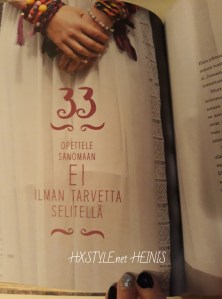 33
OPETTELE
SANOMAAN
EI
ILMAN TARVETTA
SELITELLÄ
HXSTYLE.net HEINIS